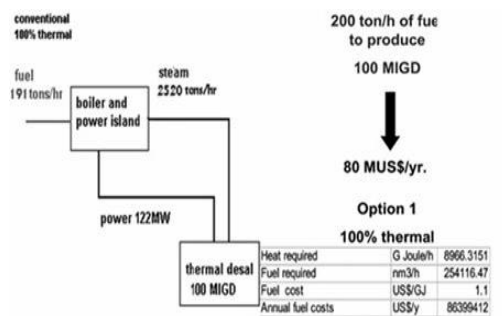 conventional
100% thermal
200 ton/h of fue
to produce
100 MIGD
fuel
191 tons/hr
steam
2520 tons/hr
boiler and
power island
80 MUS$/yr.
power 122MW
Option 1
100% thermal
thermal desal
100 MIGD
Heat required G Joule/h 8966.3151
Fuel required nm3/h 254116.47
Fuel cost US$/GJ 1.1
Annual fuel costs US$/y 86399412